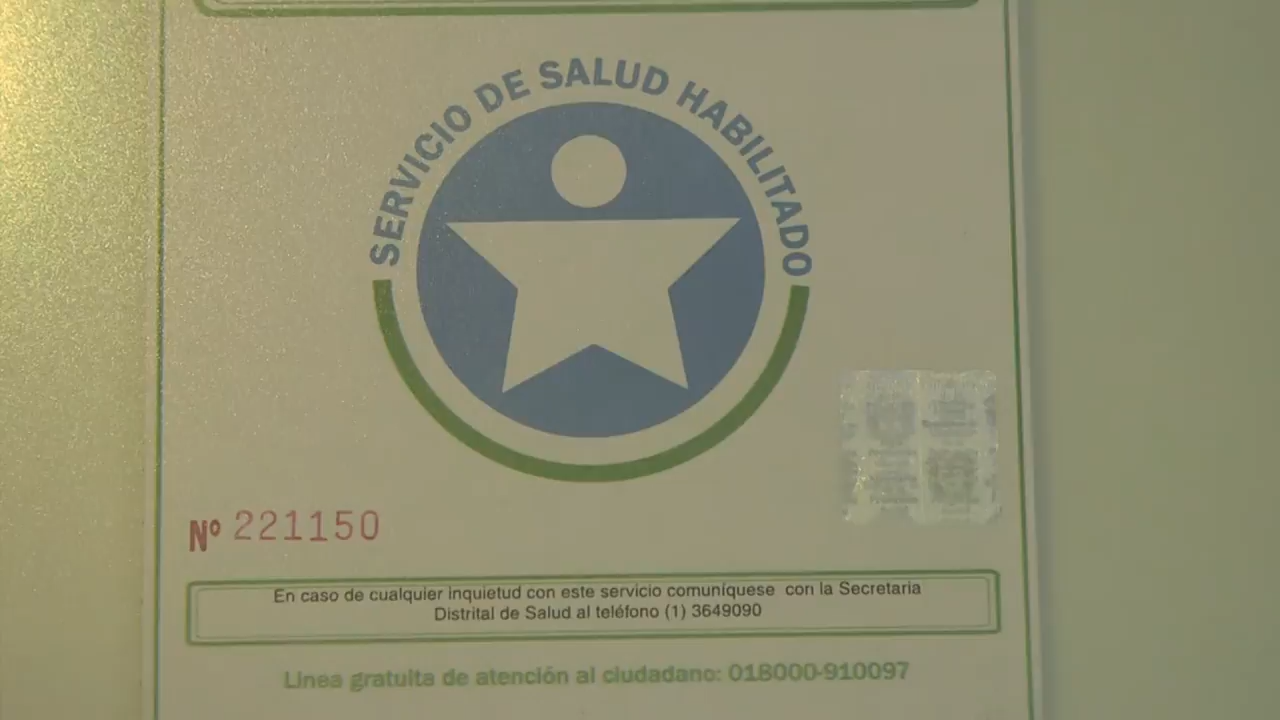 SERVICIO DE SALUD HABILITADO
Nº 221150
En caso de cualquier inquietud con este servicio comuníquese con la Secretaria
Distrital de Salud al teléfono (1) 3649090
Linea gratuita de atención al ciudadano: 018000-910097